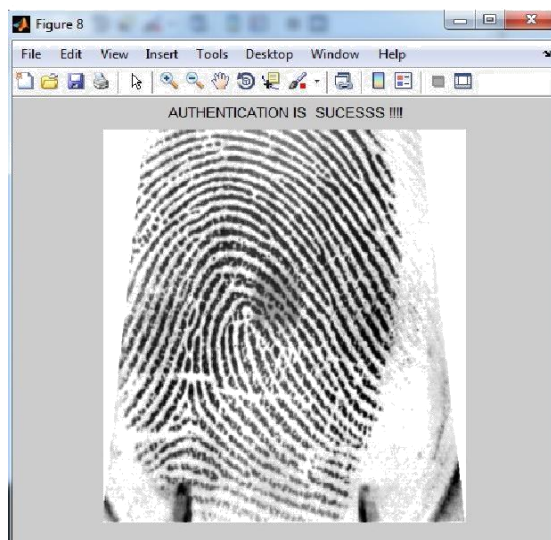 Figure 8
File Edit View Insert Tools Desktop Window Help
AUTHENTICATION IS SUCESSS !!!!